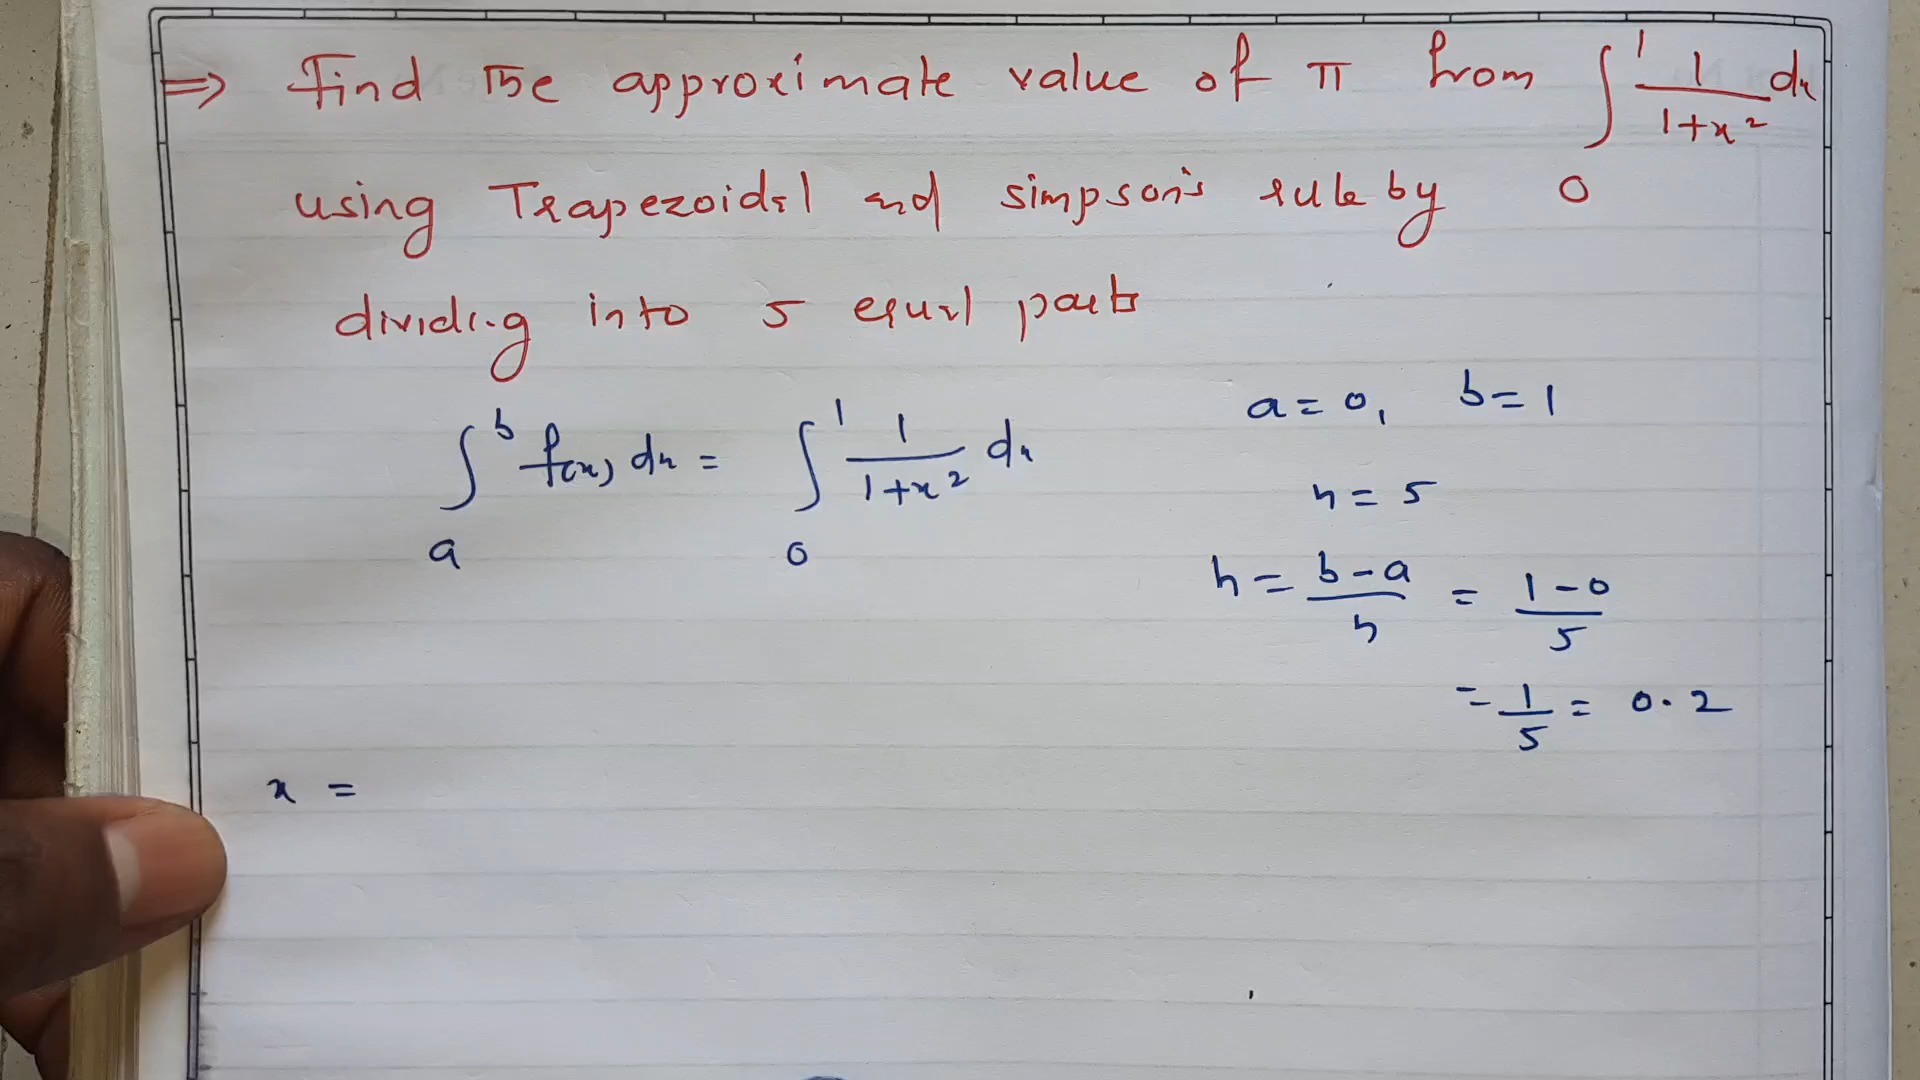 ⇒ Find the approximate value of π from ∫₀¹ 1/(1+x²) dx
using Trapezoidal and simpson's rule by
dividing into 5 equal parts
∫ₐᵇ f(x) dx = ∫₀¹ 1/(1+x²) dx
a = 0, b = 1
n = 5
h = (b-a)/n = (1-0)/5
= 1/5 = 0.2
x =